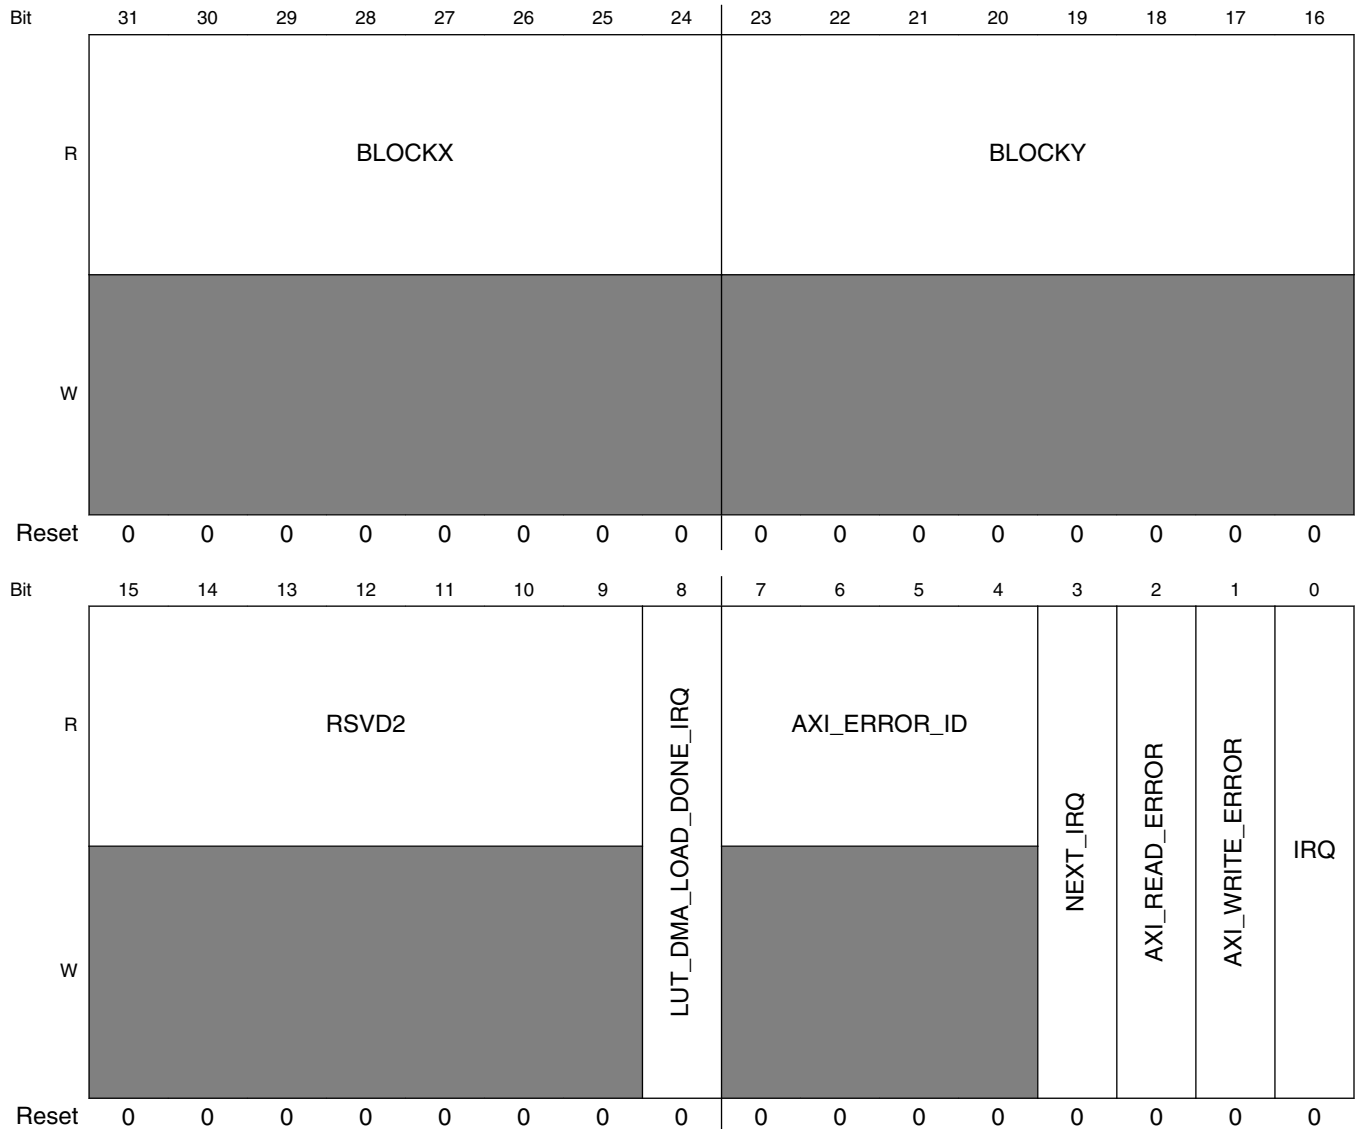 Bit 31 30 29 28 27 26 25 24 23 22 21 20 19 18 17 16
R BLOCKX BLOCKY
W
Reset 0 0 0 0 0 0 0 0 0 0 0 0 0 0 0 0
Bit 15 14 13 12 11 10 9 8 7 6 5 4 3 2 1 0
R RSVD2 LUT_DMA_LOAD_DONE_IRQ AXI_ERROR_ID NEXT_IRQ AXI_READ_ERROR AXI_WRITE_ERROR IRQ
W
Reset 0 0 0 0 0 0 0 0 0 0 0 0 0 0 0 0